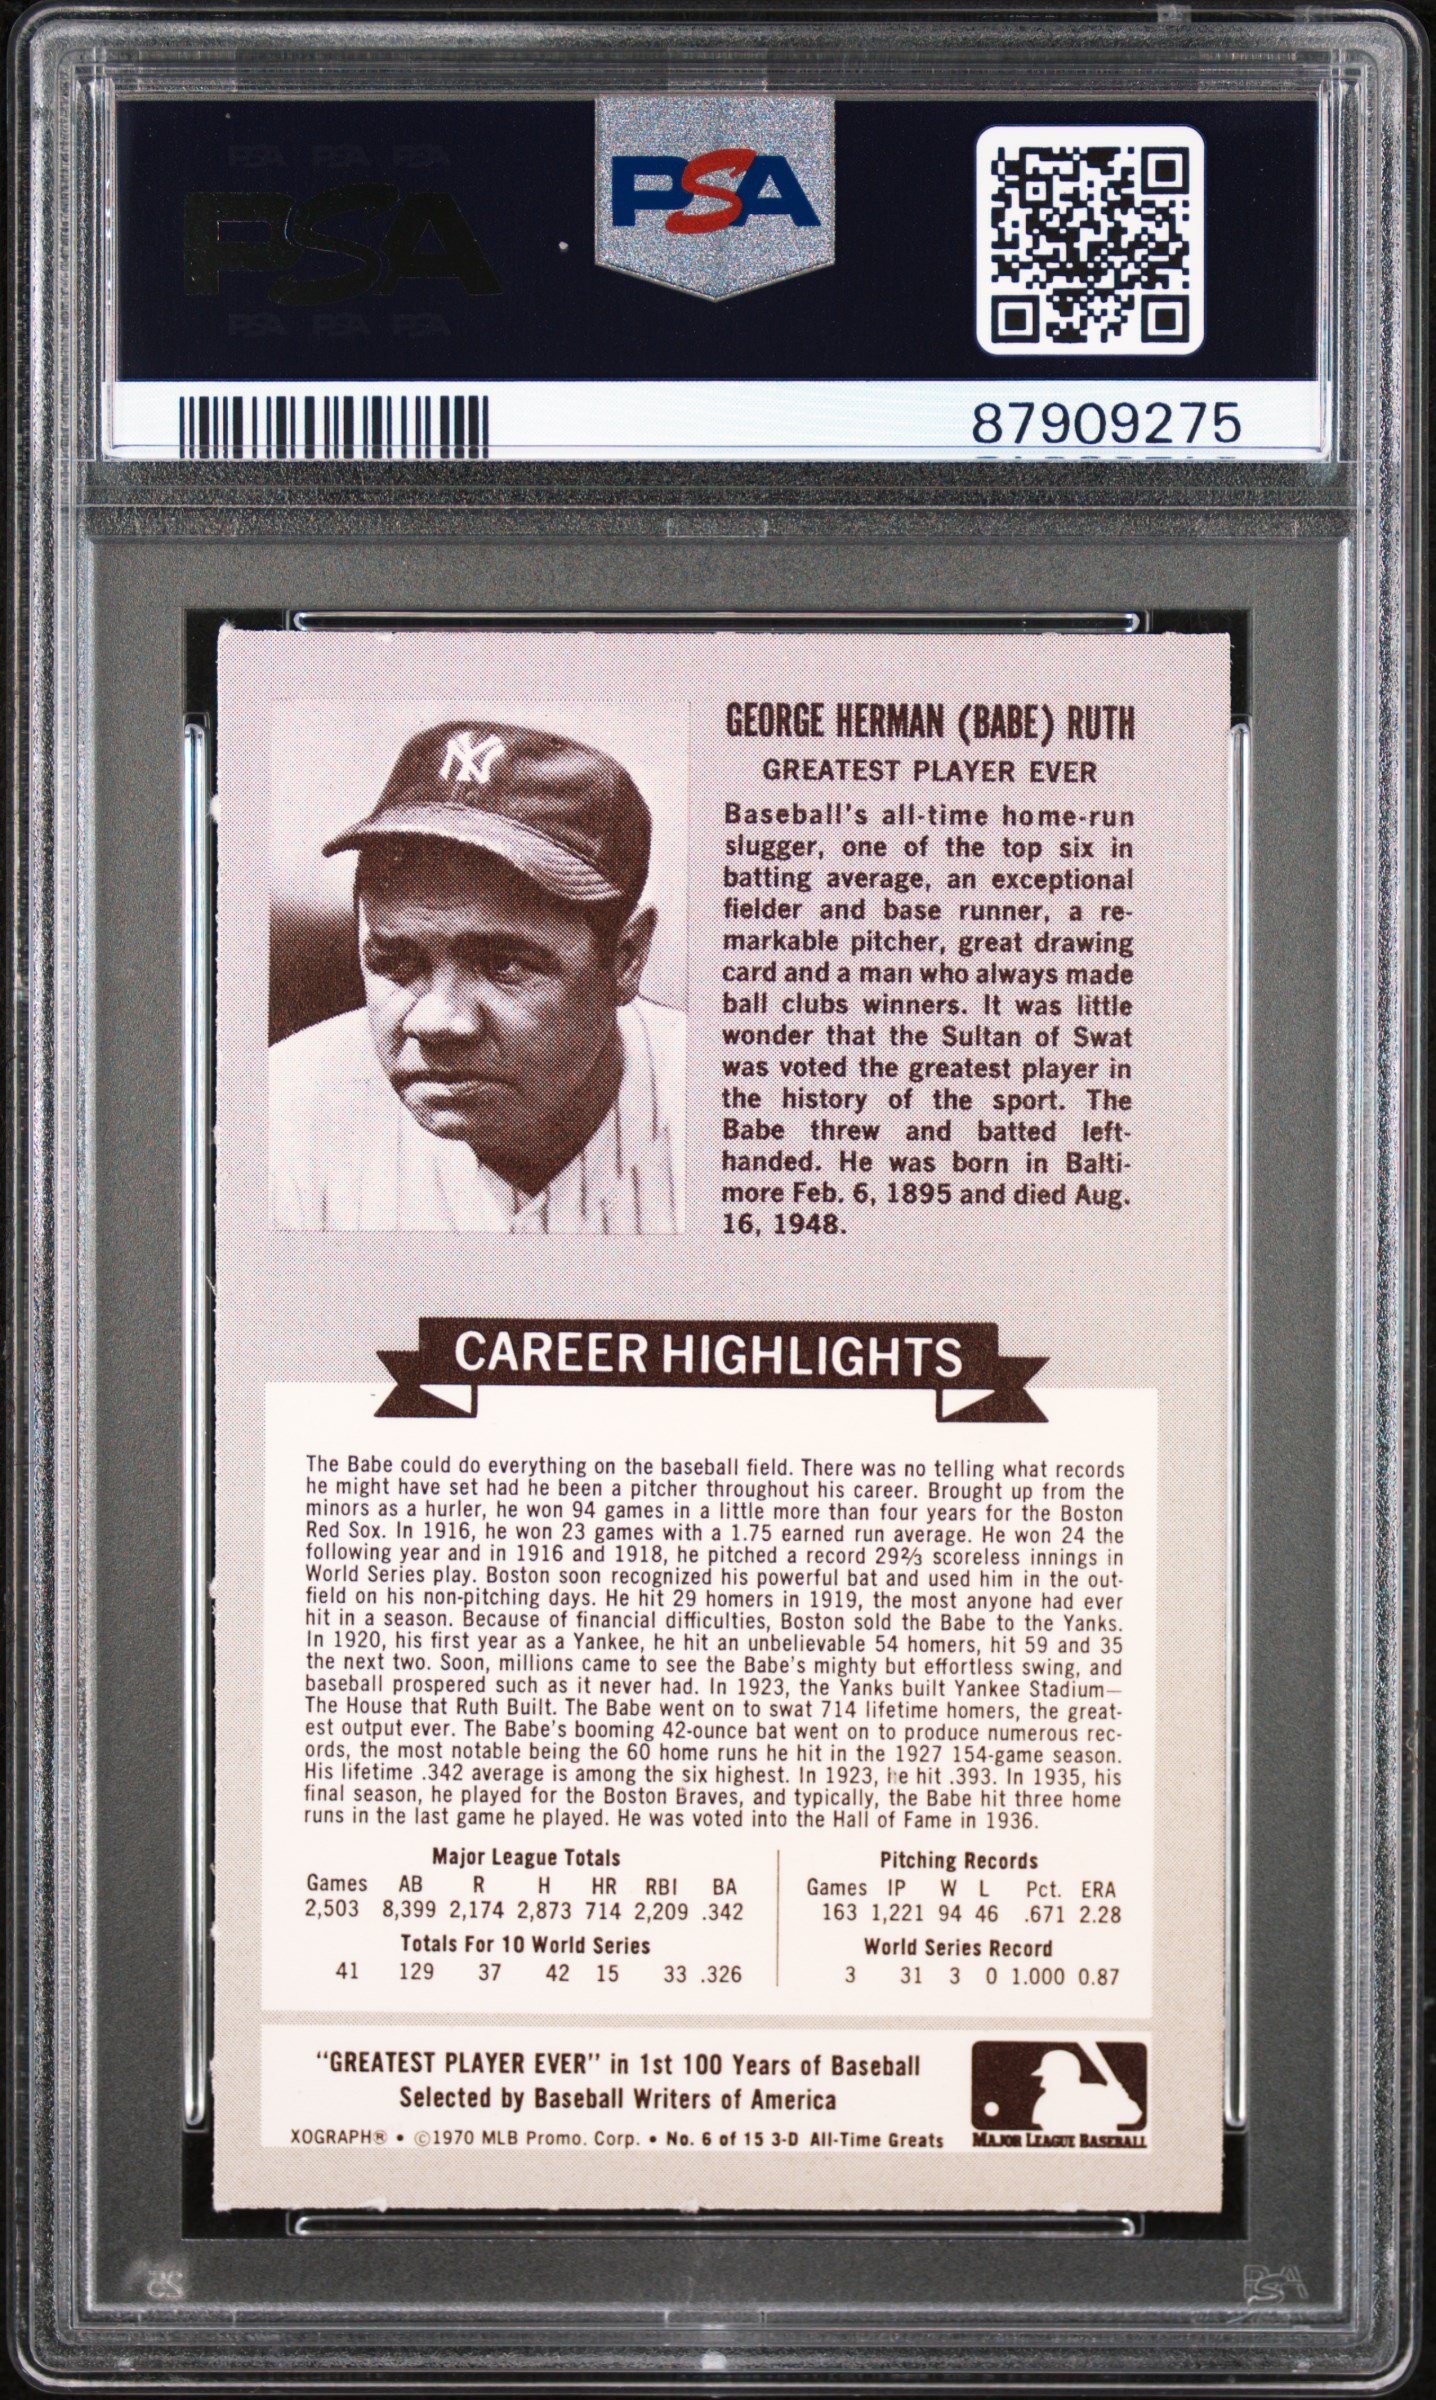 PSA PSA PSA
PSA
PSA PSA PSA
PSA
87909275
NY
GEORGE HERMAN (BABE) RUTH
GREATEST PLAYER EVER
Baseball's all-time home-run
slugger, one of the top six in
batting average, an exceptional
fielder and base runner, a re-
markable pitcher, great drawing
card and a man who always made
ball clubs winners. It was little
wonder that the Sultan of Swat
was voted the greatest player in
the history of the sport. The
Babe threw and batted left-
handed. He was born in Balti-
more Feb. 6, 1895 and died Aug.
16, 1948.
CAREER HIGHLIGHTS
The Babe could do everything on the baseball field. There was no telling what records
he might have set had he been a pitcher throughout his career. Brought up from the
minors as a hurler, he won 94 games in a little more than four years for the Boston
Red Sox. In 1916, he won 23 games with a 1.75 earned run average. He won 24 the
following year and in 1916 and 1918, he pitched a record 29⅔ scoreless innings in
World Series play. Boston soon recognized his powerful bat and used him in the out-
field on his non-pitching days. He hit 29 homers in 1919, the most anyone had ever
hit in a season. Because of financial difficulties, Boston sold the Babe to the Yanks.
In 1920, his first year as a Yankee, he hit an unbelievable 54 homers, hit 59 and 35
the next two. Soon, millions came to see the Babe's mighty but effortless swing, and
baseball prospered such as it never had. In 1923, the Yanks built Yankee Stadium—
The House that Ruth Built. The Babe went on to swat 714 lifetime homers, the great-
est output ever. The Babe's booming 42-ounce bat went on to produce numerous rec-
ords, the most notable being the 60 home runs he hit in the 1927 154-game season.
His lifetime .342 average is among the six highest. In 1923, he hit .393. In 1935, his
final season, he played for the Boston Braves, and typically, the Babe hit three home
runs in the last game he played. He was voted into the Hall of Fame in 1936.
Major League Totals
Games AB R H HR RBI BA
2,503 8,399 2,174 2,873 714 2,209 .342
Totals For 10 World Series
41 129 37 42 15 33 .326
Pitching Records
Games IP W L Pct. ERA
163 1,221 94 46 .671 2.28
World Series Record
3 31 3 0 1.000 0.87
"GREATEST PLAYER EVER" in 1st 100 Years of Baseball
Selected by Baseball Writers of America
XOGRAPH® • ©1970 MLB Promo. Corp. • No. 6 of 15 3-D All-Time Greats
MAJOR LEAGUE BASEBALL
PSA